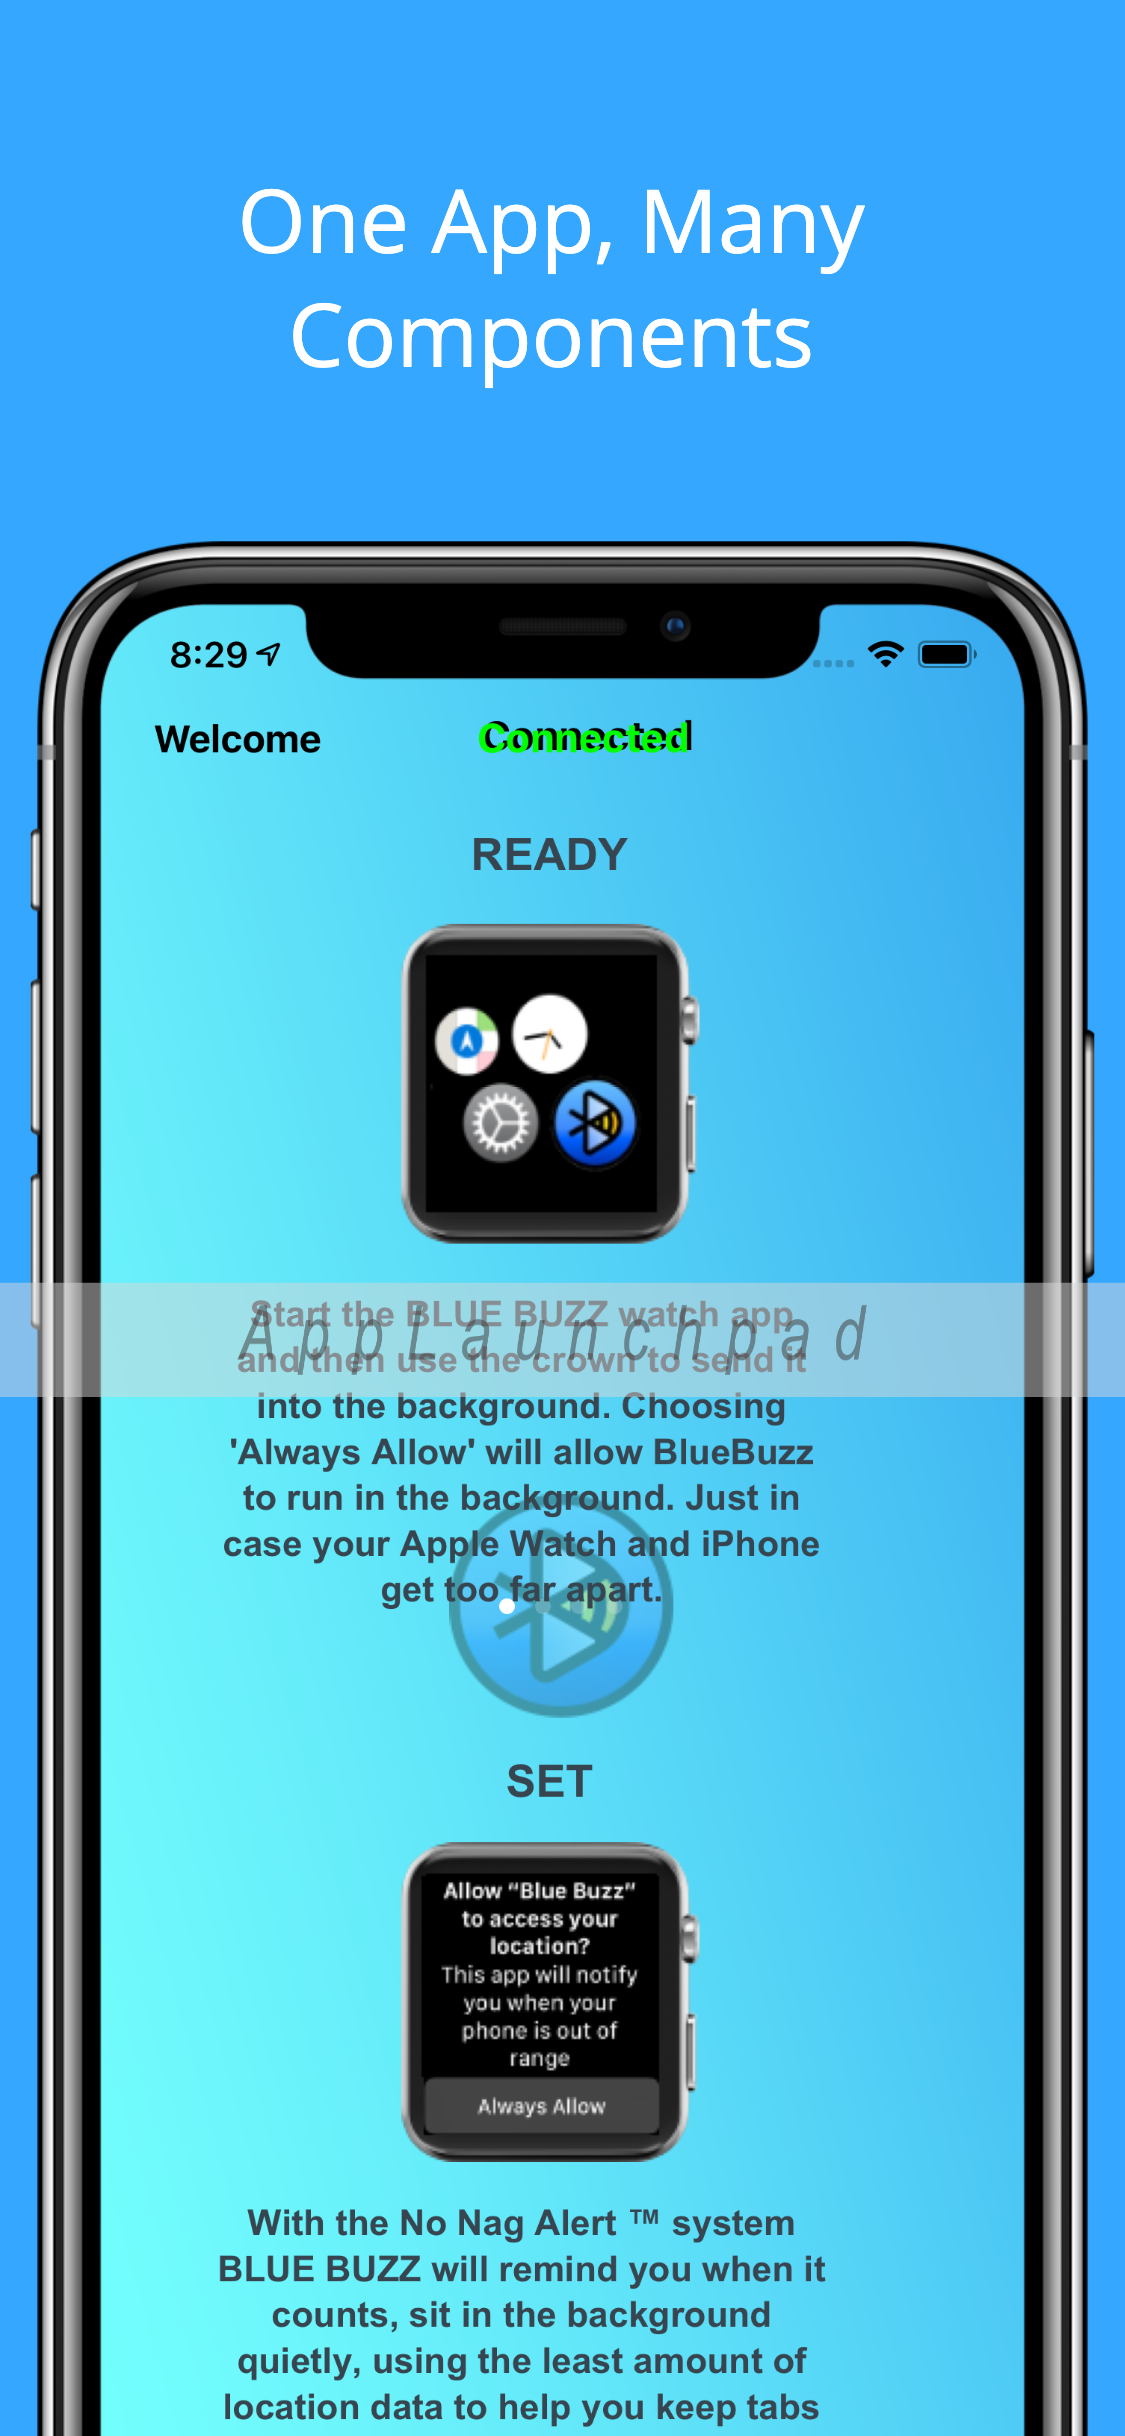 One App, Many
Components
8:29
Welcome
Connected
READY
Start the BLUE BUZZ watch app
AppLaunchpad
and then use the crown to send it
into the background. Choosing
'Always Allow' will allow BlueBuzz
to run in the background. Just in
case your Apple Watch and iPhone
get too far apart.
SET
Allow “Blue Buzz”
to access your
location?
This app will notify
you when your
phone is out of
range
Always Allow
With the No Nag Alert ™ system
BLUE BUZZ will remind you when it
counts, sit in the background
quietly, using the least amount of
location data to help you keep tabs